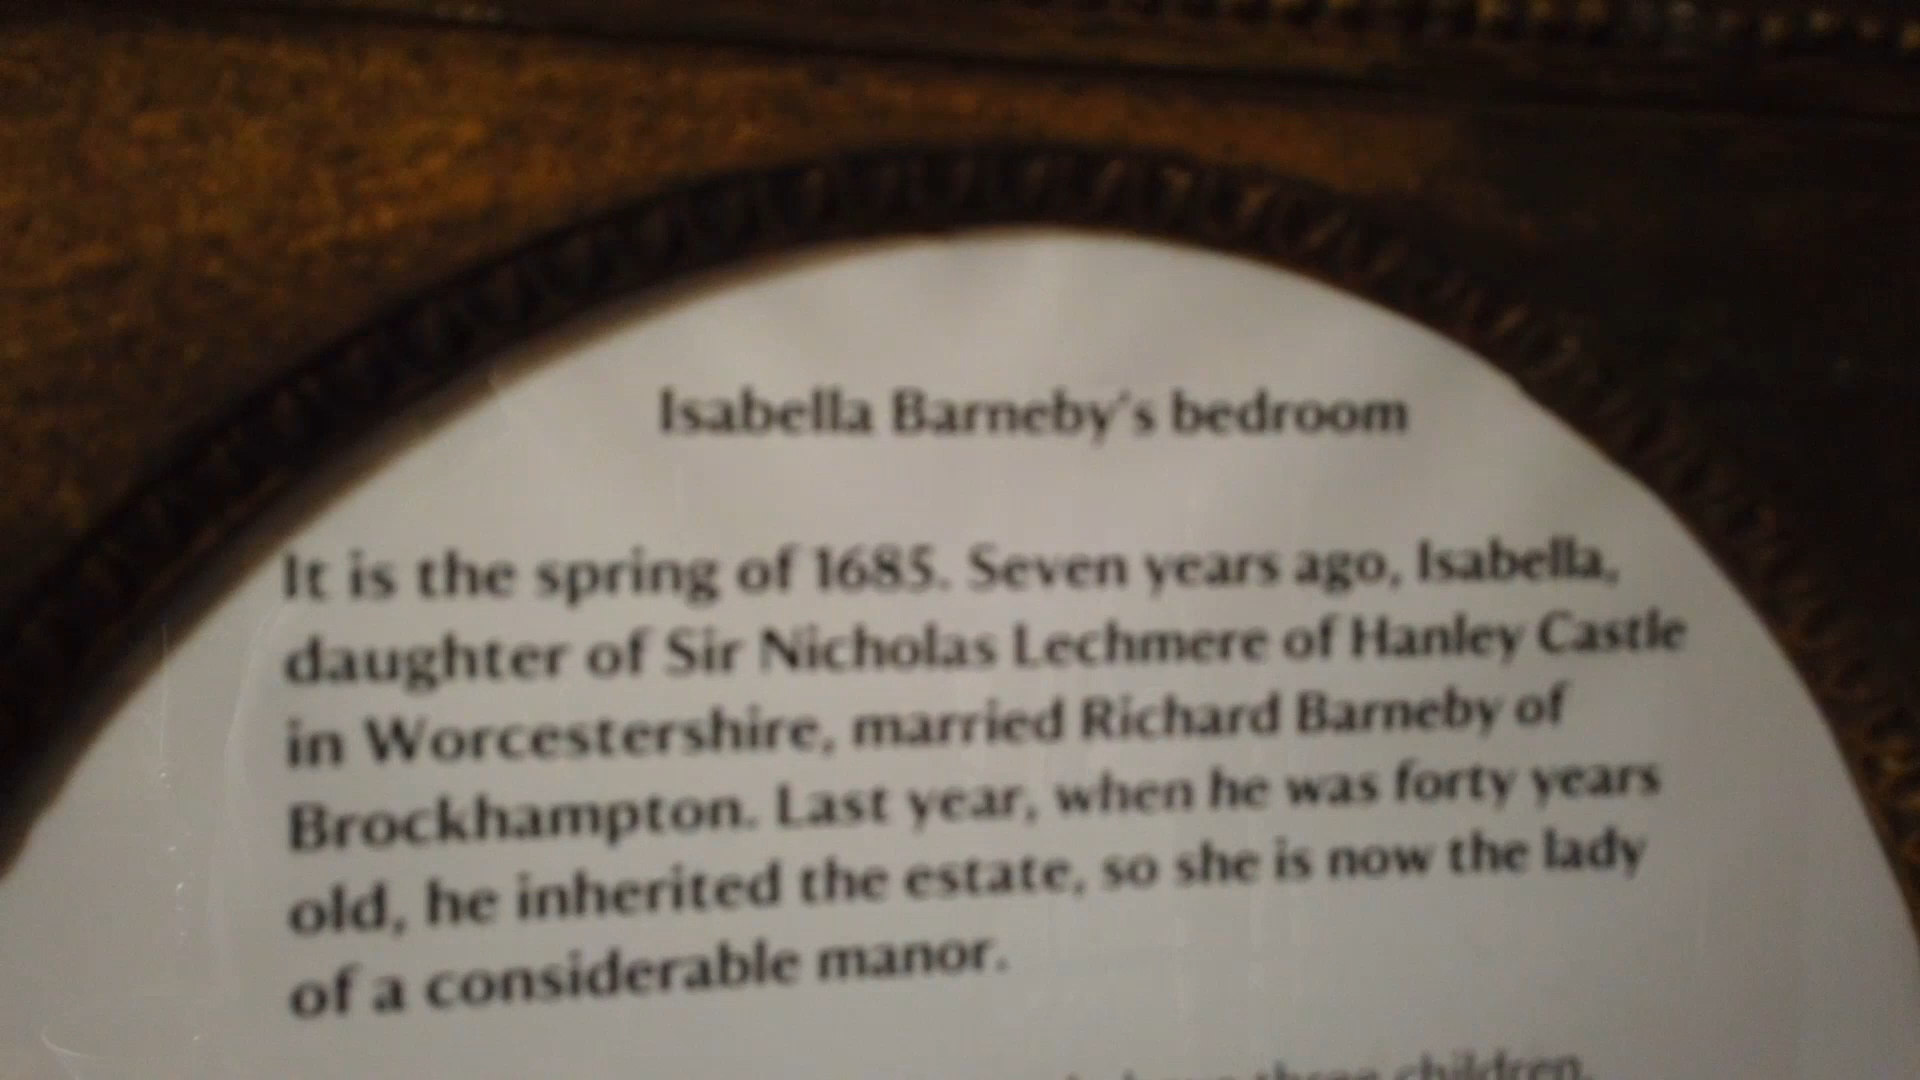 Isabella Barneby's bedroom
It is the spring of 1685. Seven years ago, Isabella,
daughter of Sir Nicholas Lechmere of Hanley Castle
in Worcestershire, married Richard Barneby of
Brockhampton. Last year, when he was forty years
old, he inherited the estate, so she is now the lady
of a considerable manor.
three children,